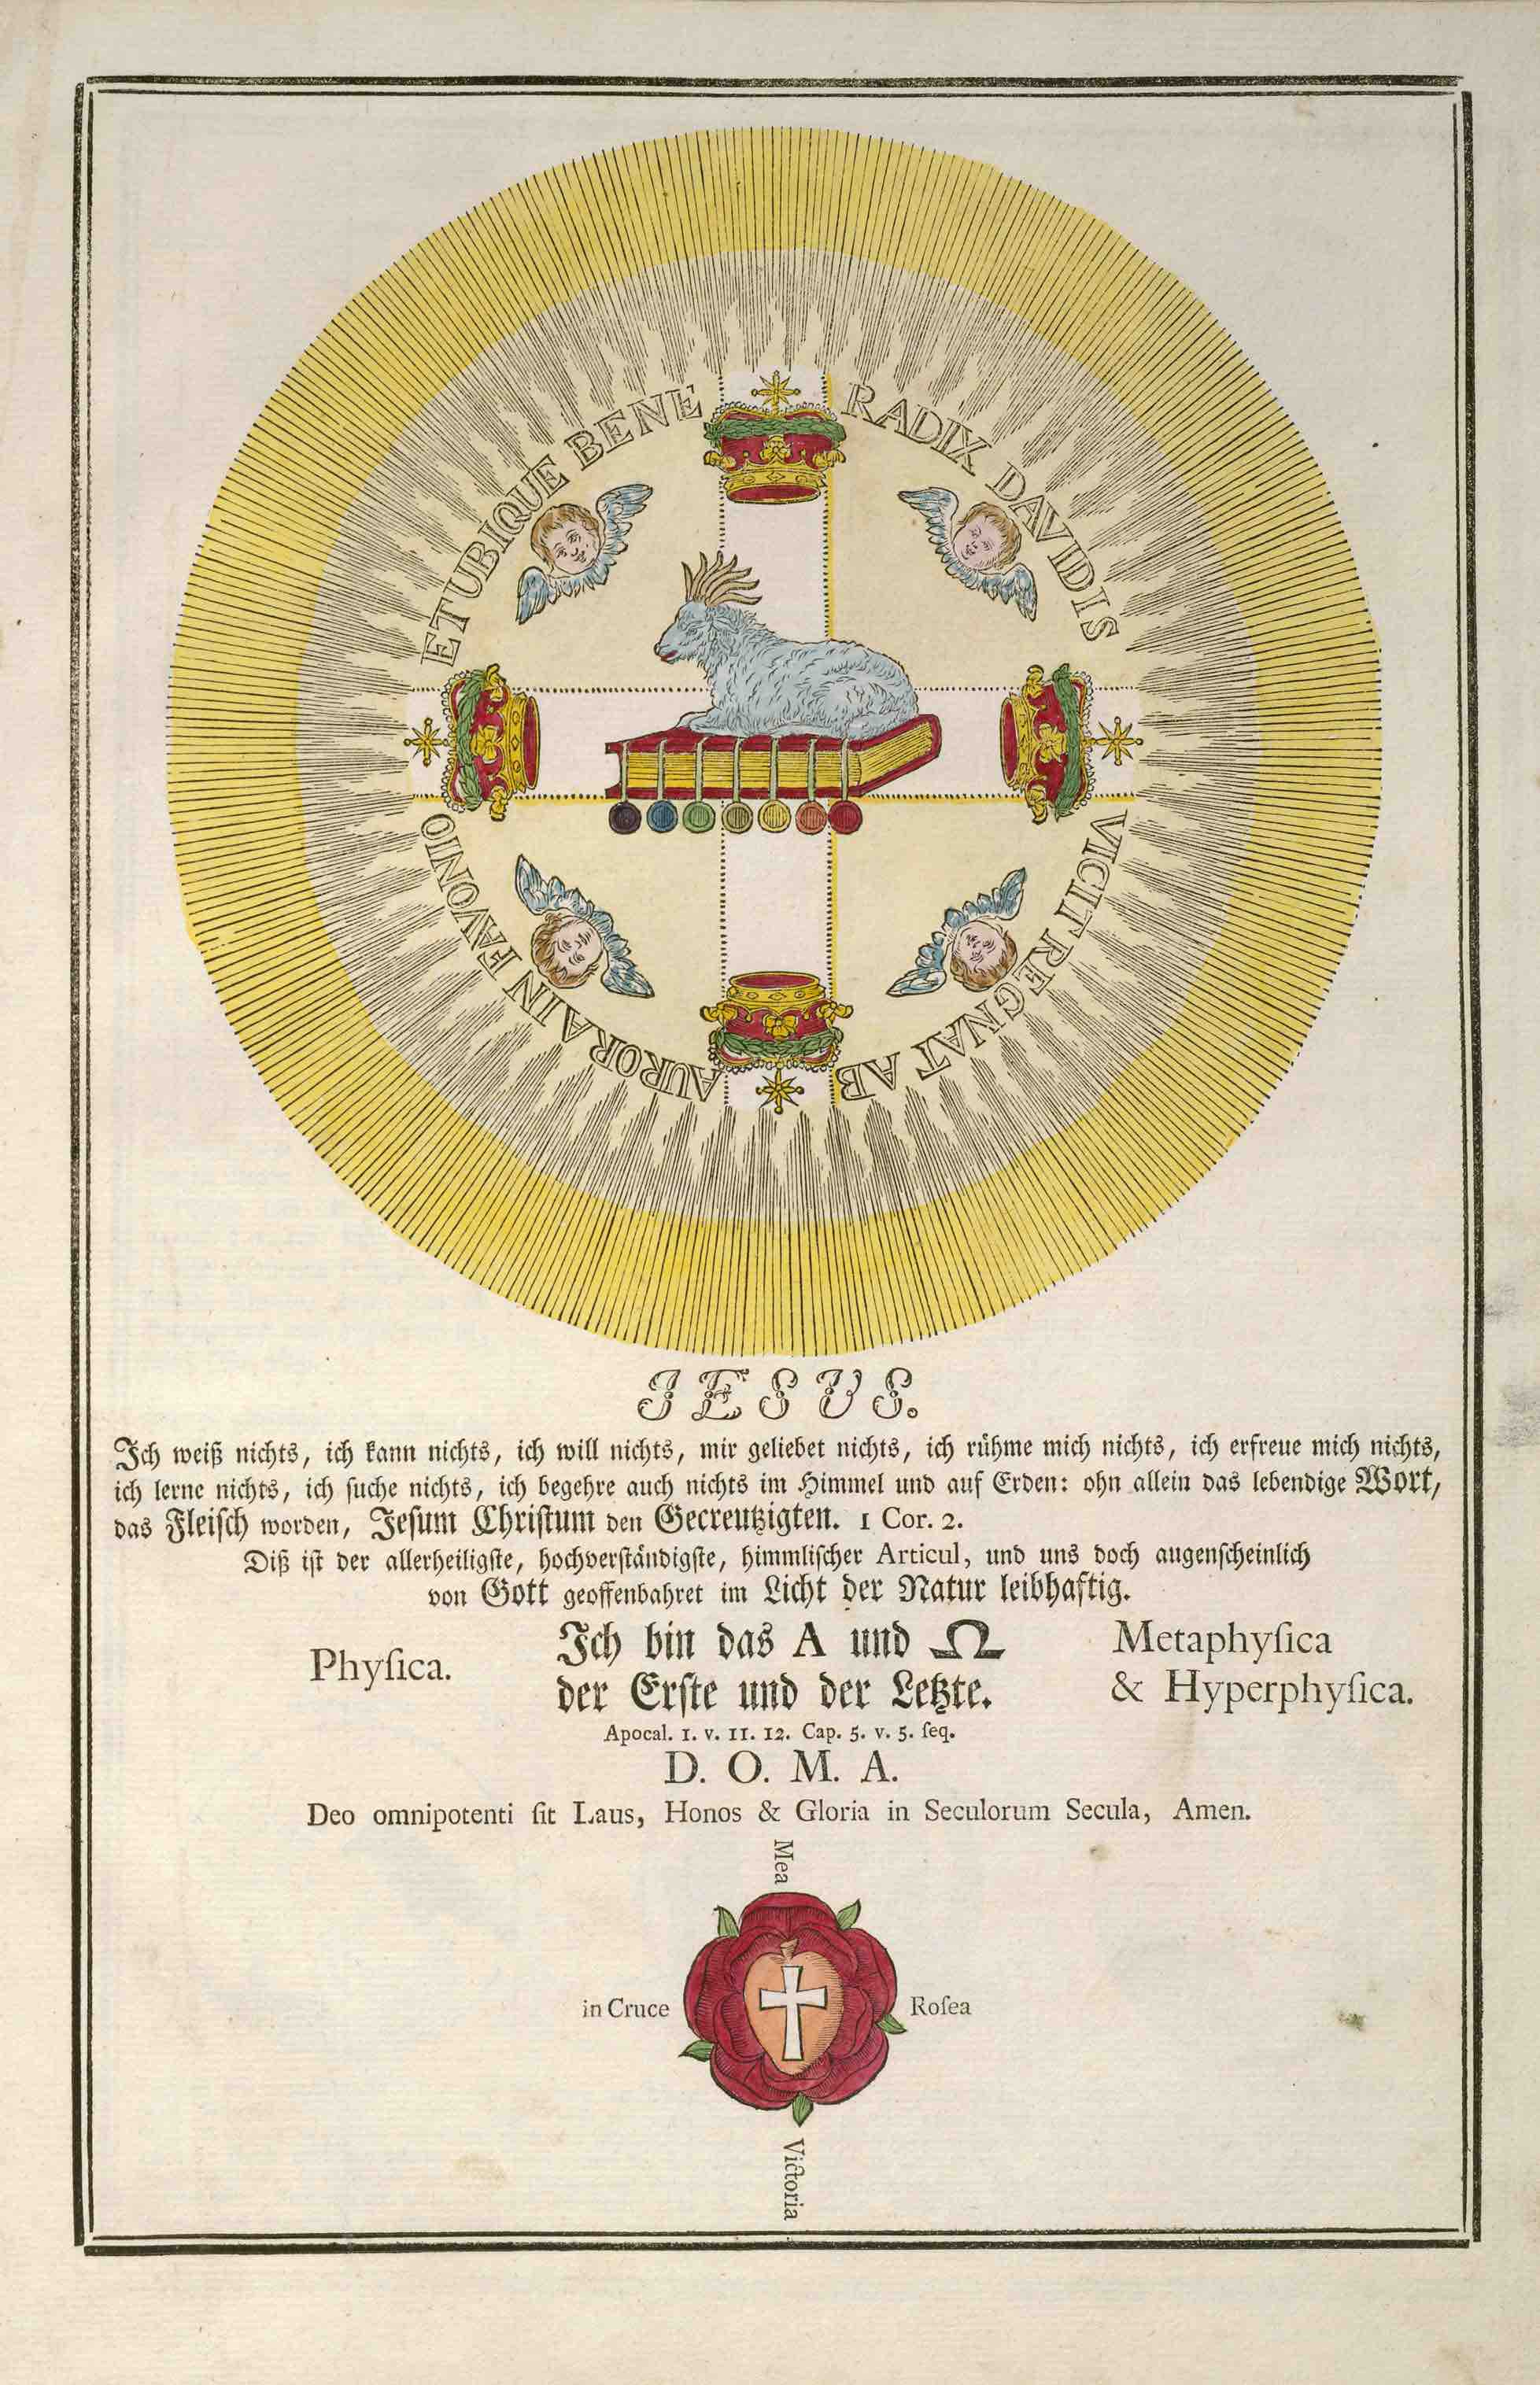 ET UBIQUE BENE
RADIX DAVIDIS
VICIT REGNAT AB
AURORA IN FAVONIO
JESUS.
Ich weiß nichts, ich kann nichts, ich will nichts, mir geliebet nichts, ich rühme mich nichts, ich erfreue mich nichts,
ich lerne nichts, ich suche nichts, ich begehre auch nichts im Himmel und auf Erden: ohn allein das lebendige Wort,
das Fleisch worden, Jesum Christum den Gecreutzigten. 1 Cor. 2.
Diß ist der allerheiligste, hochverständigste, himmlischer Articul, und uns doch augenscheinlich
von Gott geoffenbahret im Licht der Natur leibhaftig.
Physica.
Ich bin das A und Ω
der Erste und der Letzte.
Metaphysica
& Hyperphysica.
Apocal. 1. v. 11. 12. Cap. 5. v. 5. seq.
D. O. M. A.
Deo omnipotenti sit Laus, Honos & Gloria in Seculorum Secula, Amen.
Mea
in Cruce
Rosea
Victoria